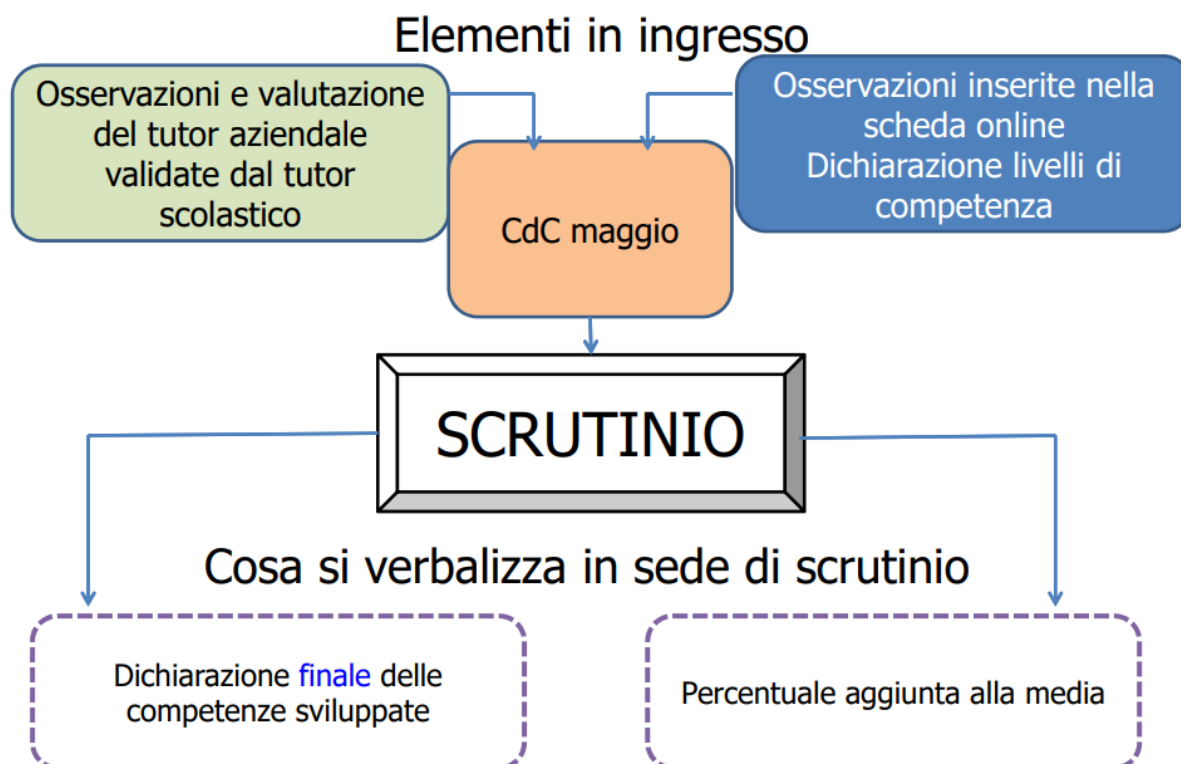 Elementi in ingresso
Osservazioni e valutazione
del tutor aziendale
validate dal tutor
scolastico
Osservazioni inserite nella
scheda online
Dichiarazione livelli di
competenza
CdC maggio
SCRUTINIO
Cosa si verbalizza in sede di scrutinio
Dichiarazione finale delle
competenze sviluppate
Percentuale aggiunta alla media